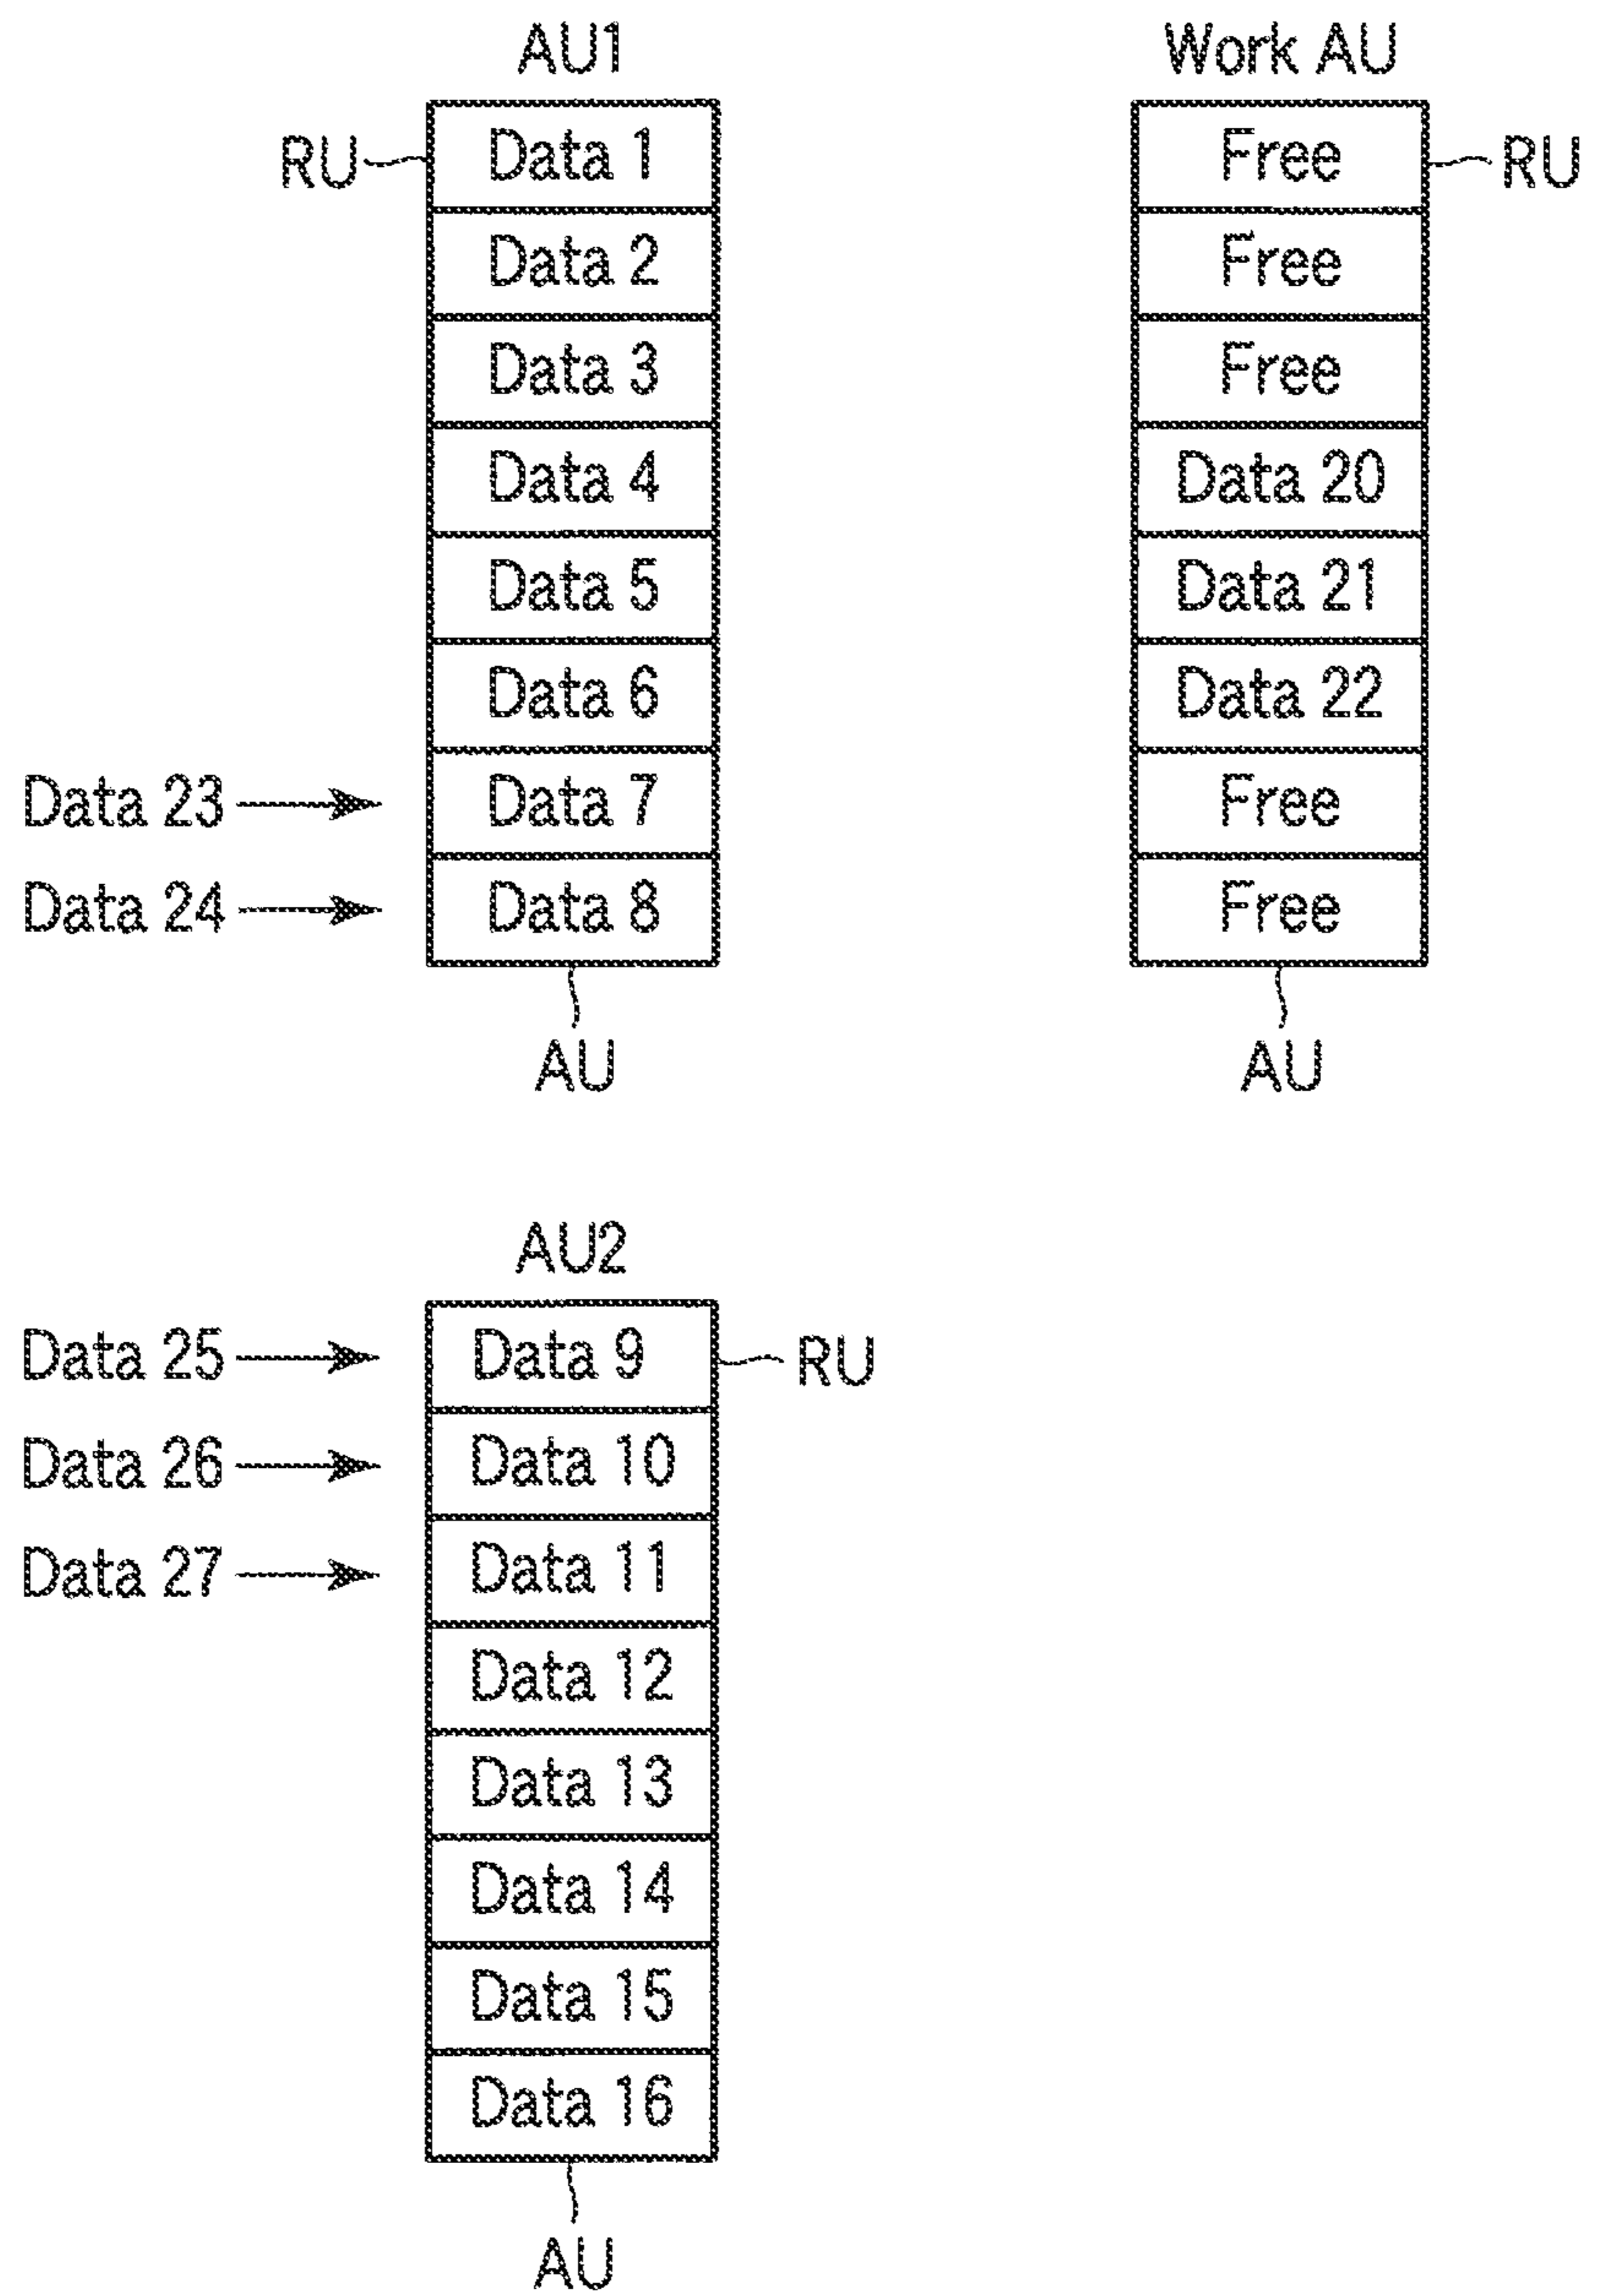 AU1
RU
Data 1
Data 2
Data 3
Data 4
Data 5
Data 6
Data 23
Data 7
Data 24
Data 8
AU
Work AU
Free
RU
Free
Free
Data 20
Data 21
Data 22
Free
Free
AU
AU2
Data 25
Data 9
RU
Data 26
Data 10
Data 27
Data 11
Data 12
Data 13
Data 14
Data 15
Data 16
AU